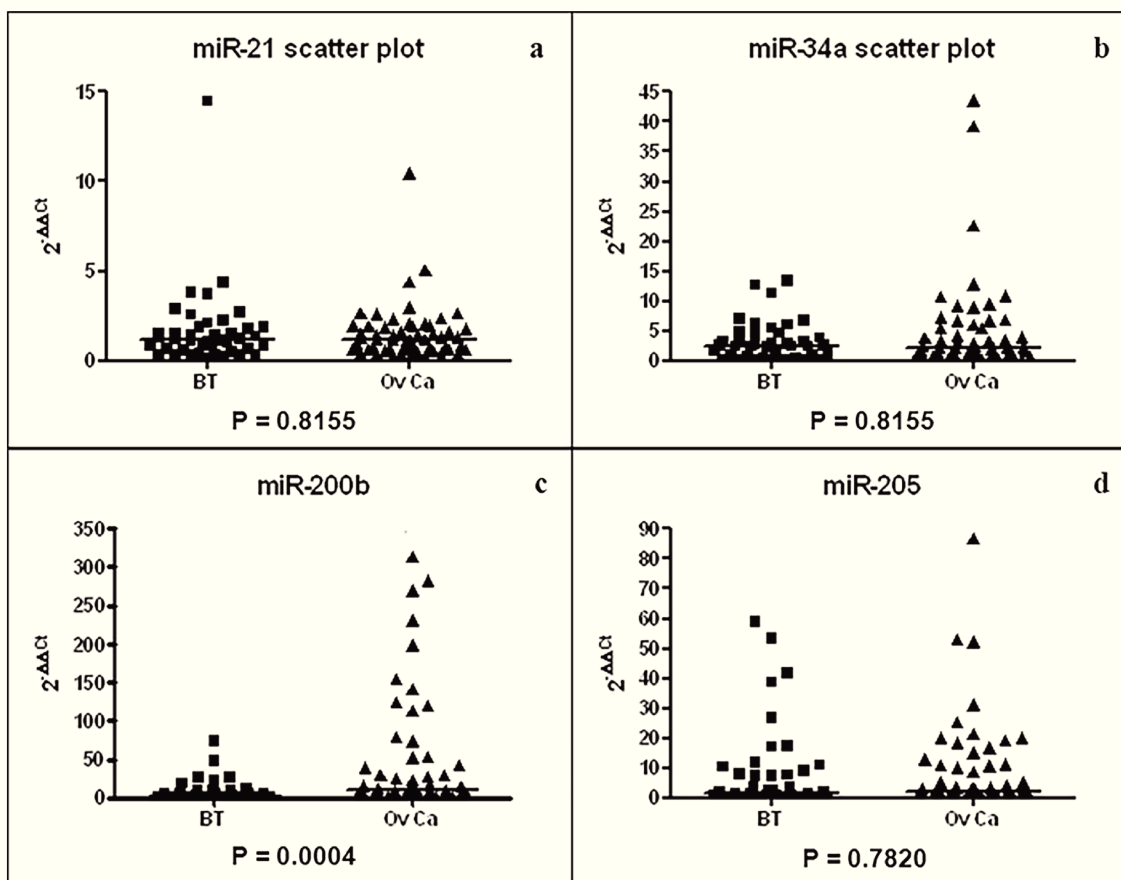 miR-21 scatter plot a
15
10
5
0
2-ΔΔCt
BT Ov Ca
P = 0.8155
miR-34a scatter plot b
45
40
35
30
25
20
15
10
5
0
2-ΔΔCt
BT Ov Ca
P = 0.8155
miR-200b c
350
300
250
200
150
100
50
0
2-ΔΔCt
BT Ov Ca
P = 0.0004
miR-205 d
90
80
70
60
50
40
30
20
10
0
2-ΔΔCt
BT Ov Ca
P = 0.7820